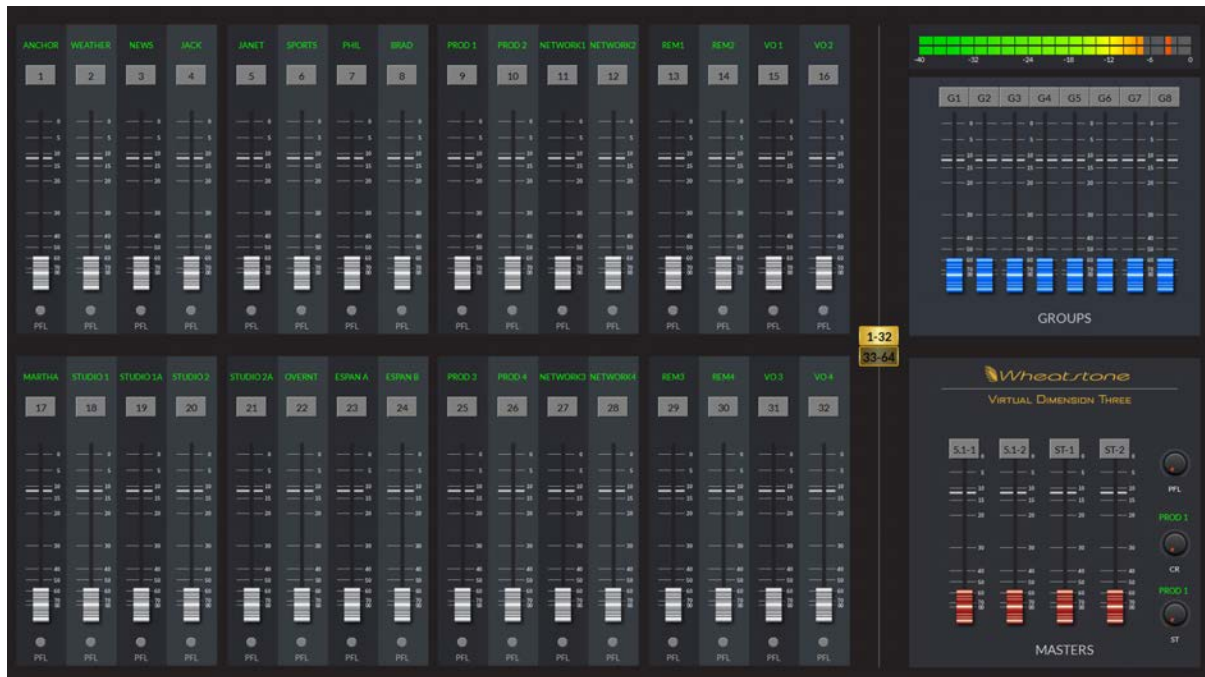 ANCHOR WEATHER NEWS JACK JANET SPORTS PHIL BRAD PROD 1 PROD 2 NETWORK1 NETWORK2 REM1 REM2 VO 1 VO 2
1 2 3 4 5 6 7 8 9 10 11 12 13 14 15 16
PFL PFL PFL PFL PFL PFL PFL PFL PFL PFL PFL PFL PFL PFL PFL PFL
MARTHA STUDIO 1 STUDIO 1A STUDIO 2 STUDIO 2A OVERNT ESPAN A ESPAN B PROD 3 PROD 4 NETWORK3 NETWORK4 REM3 REM4 VO 3 VO 4
17 18 19 20 21 22 23 24 25 26 27 28 29 30 31 32
PFL PFL PFL PFL PFL PFL PFL PFL PFL PFL PFL PFL PFL PFL PFL PFL
1-32
33-64
-40 -32 -24 -18 -12 -6 0
G1 G2 G3 G4 G5 G6 G7 G8
GROUPS
Wheatstone
VIRTUAL DIMENSION THREE
5.1-1 5.1-2 ST-1 ST-2
PFL
PROD 1
CR
PROD 1
ST
MASTERS